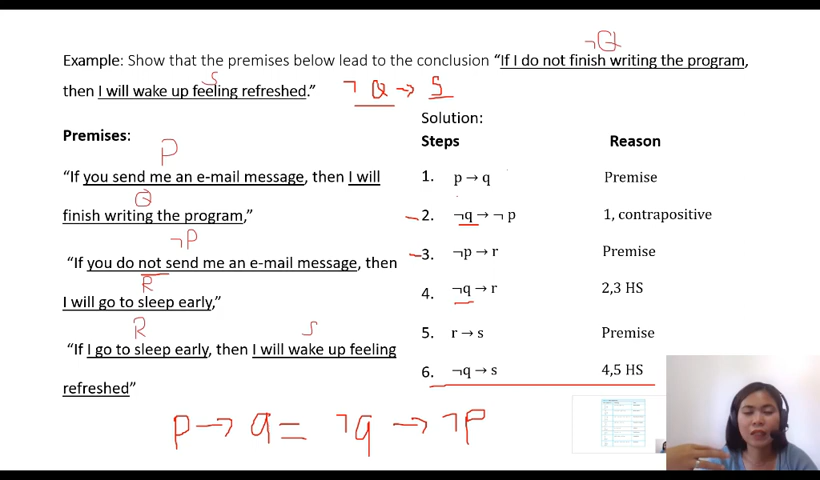 ¬Q
Example: Show that the premises below lead to the conclusion “If I do not finish writing the program,
S
then I will wake up feeling refreshed.” ¬ Q → S
Solution:
Premises:
Steps Reason
P
“If you send me an e-mail message, then I will
Q
finish writing the program,”
¬P
“If you do not send me an e-mail message, then
R
I will go to sleep early,”
R S
“If I go to sleep early, then I will wake up feeling
refreshed”
1. p → q Premise
2. ¬q → ¬ p 1, contrapositive
3. ¬p → r Premise
4. ¬q → r 2,3 HS
5. r → s Premise
6. ¬q → s 4,5 HS
p → q = ¬q → ¬p